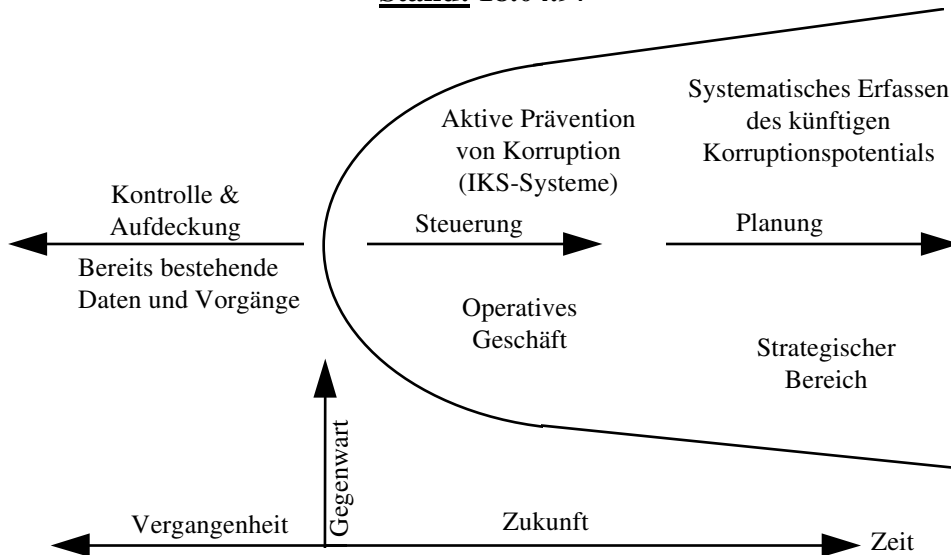 Systematisches Erfassen
des künftigen
Korruptionspotentials
Aktive Prävention
von Korruption
(IKS-Systeme)
Kontrolle &
Aufdeckung
Steuerung
Planung
Bereits bestehende
Daten und Vorgänge
Operatives
Geschäft
Strategischer
Bereich
Gegenwart
Vergangenheit
Zukunft
Zeit